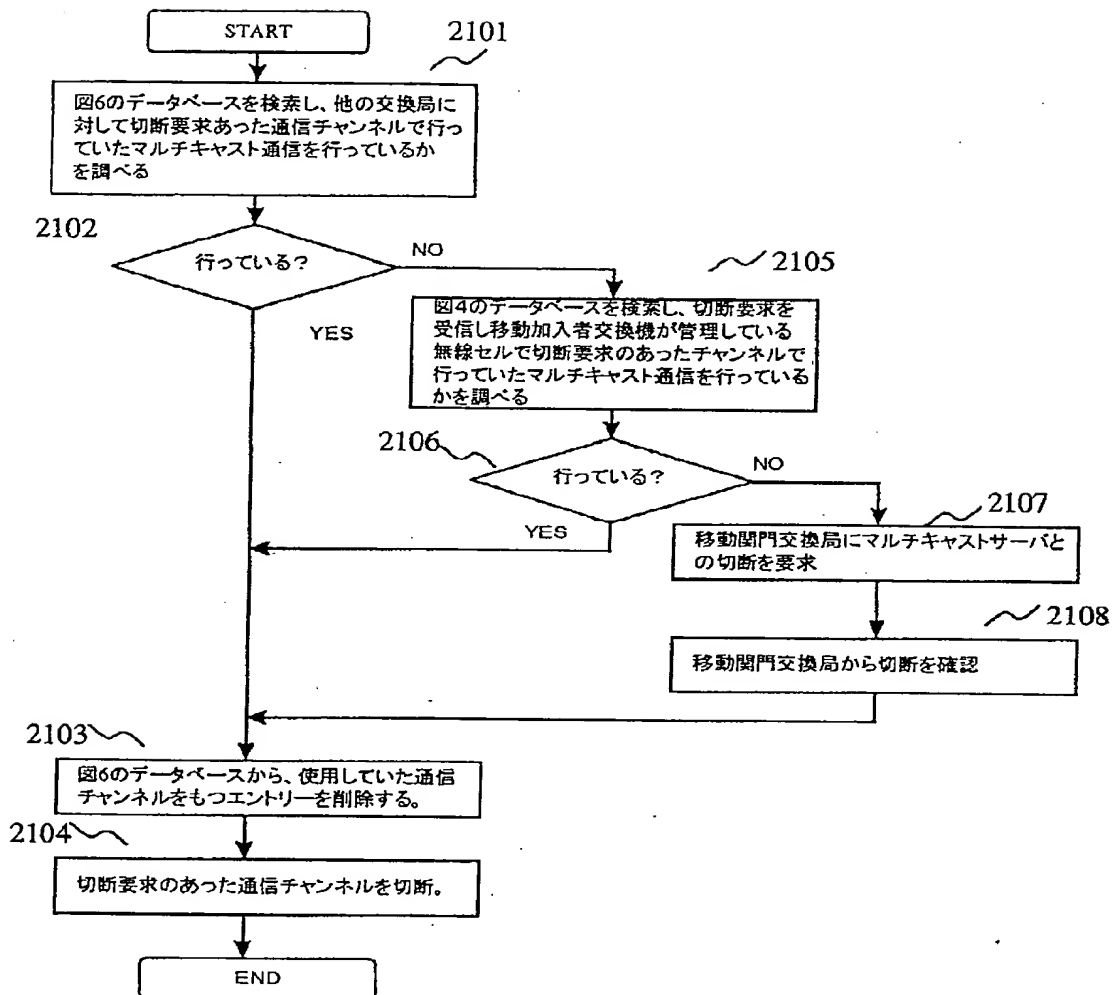 START
2101
図6のデータベースを検索し、他の交換局に
対して切断要求あった通信チャンネルで行っ
ていたマルチキャスト通信を行っているか
を調べる
2102
行っている?
NO
YES
2105
図4のデータベースを検索し、切断要求を
受信し移動加入者交換機が管理している
無線セルで切断要求のあったチャンネルで
行っていたマルチキャスト通信を行っている
かを調べる
2106
行っている?
NO
YES
2107
移動関門交換局にマルチキャストサーバと
の切断を要求
2108
移動関門交換局から切断を確認
2103
図6のデータベースから、使用していた通信
チャンネルをもつエントリーを削除する。
2104
切断要求のあった通信チャンネルを切断。
END